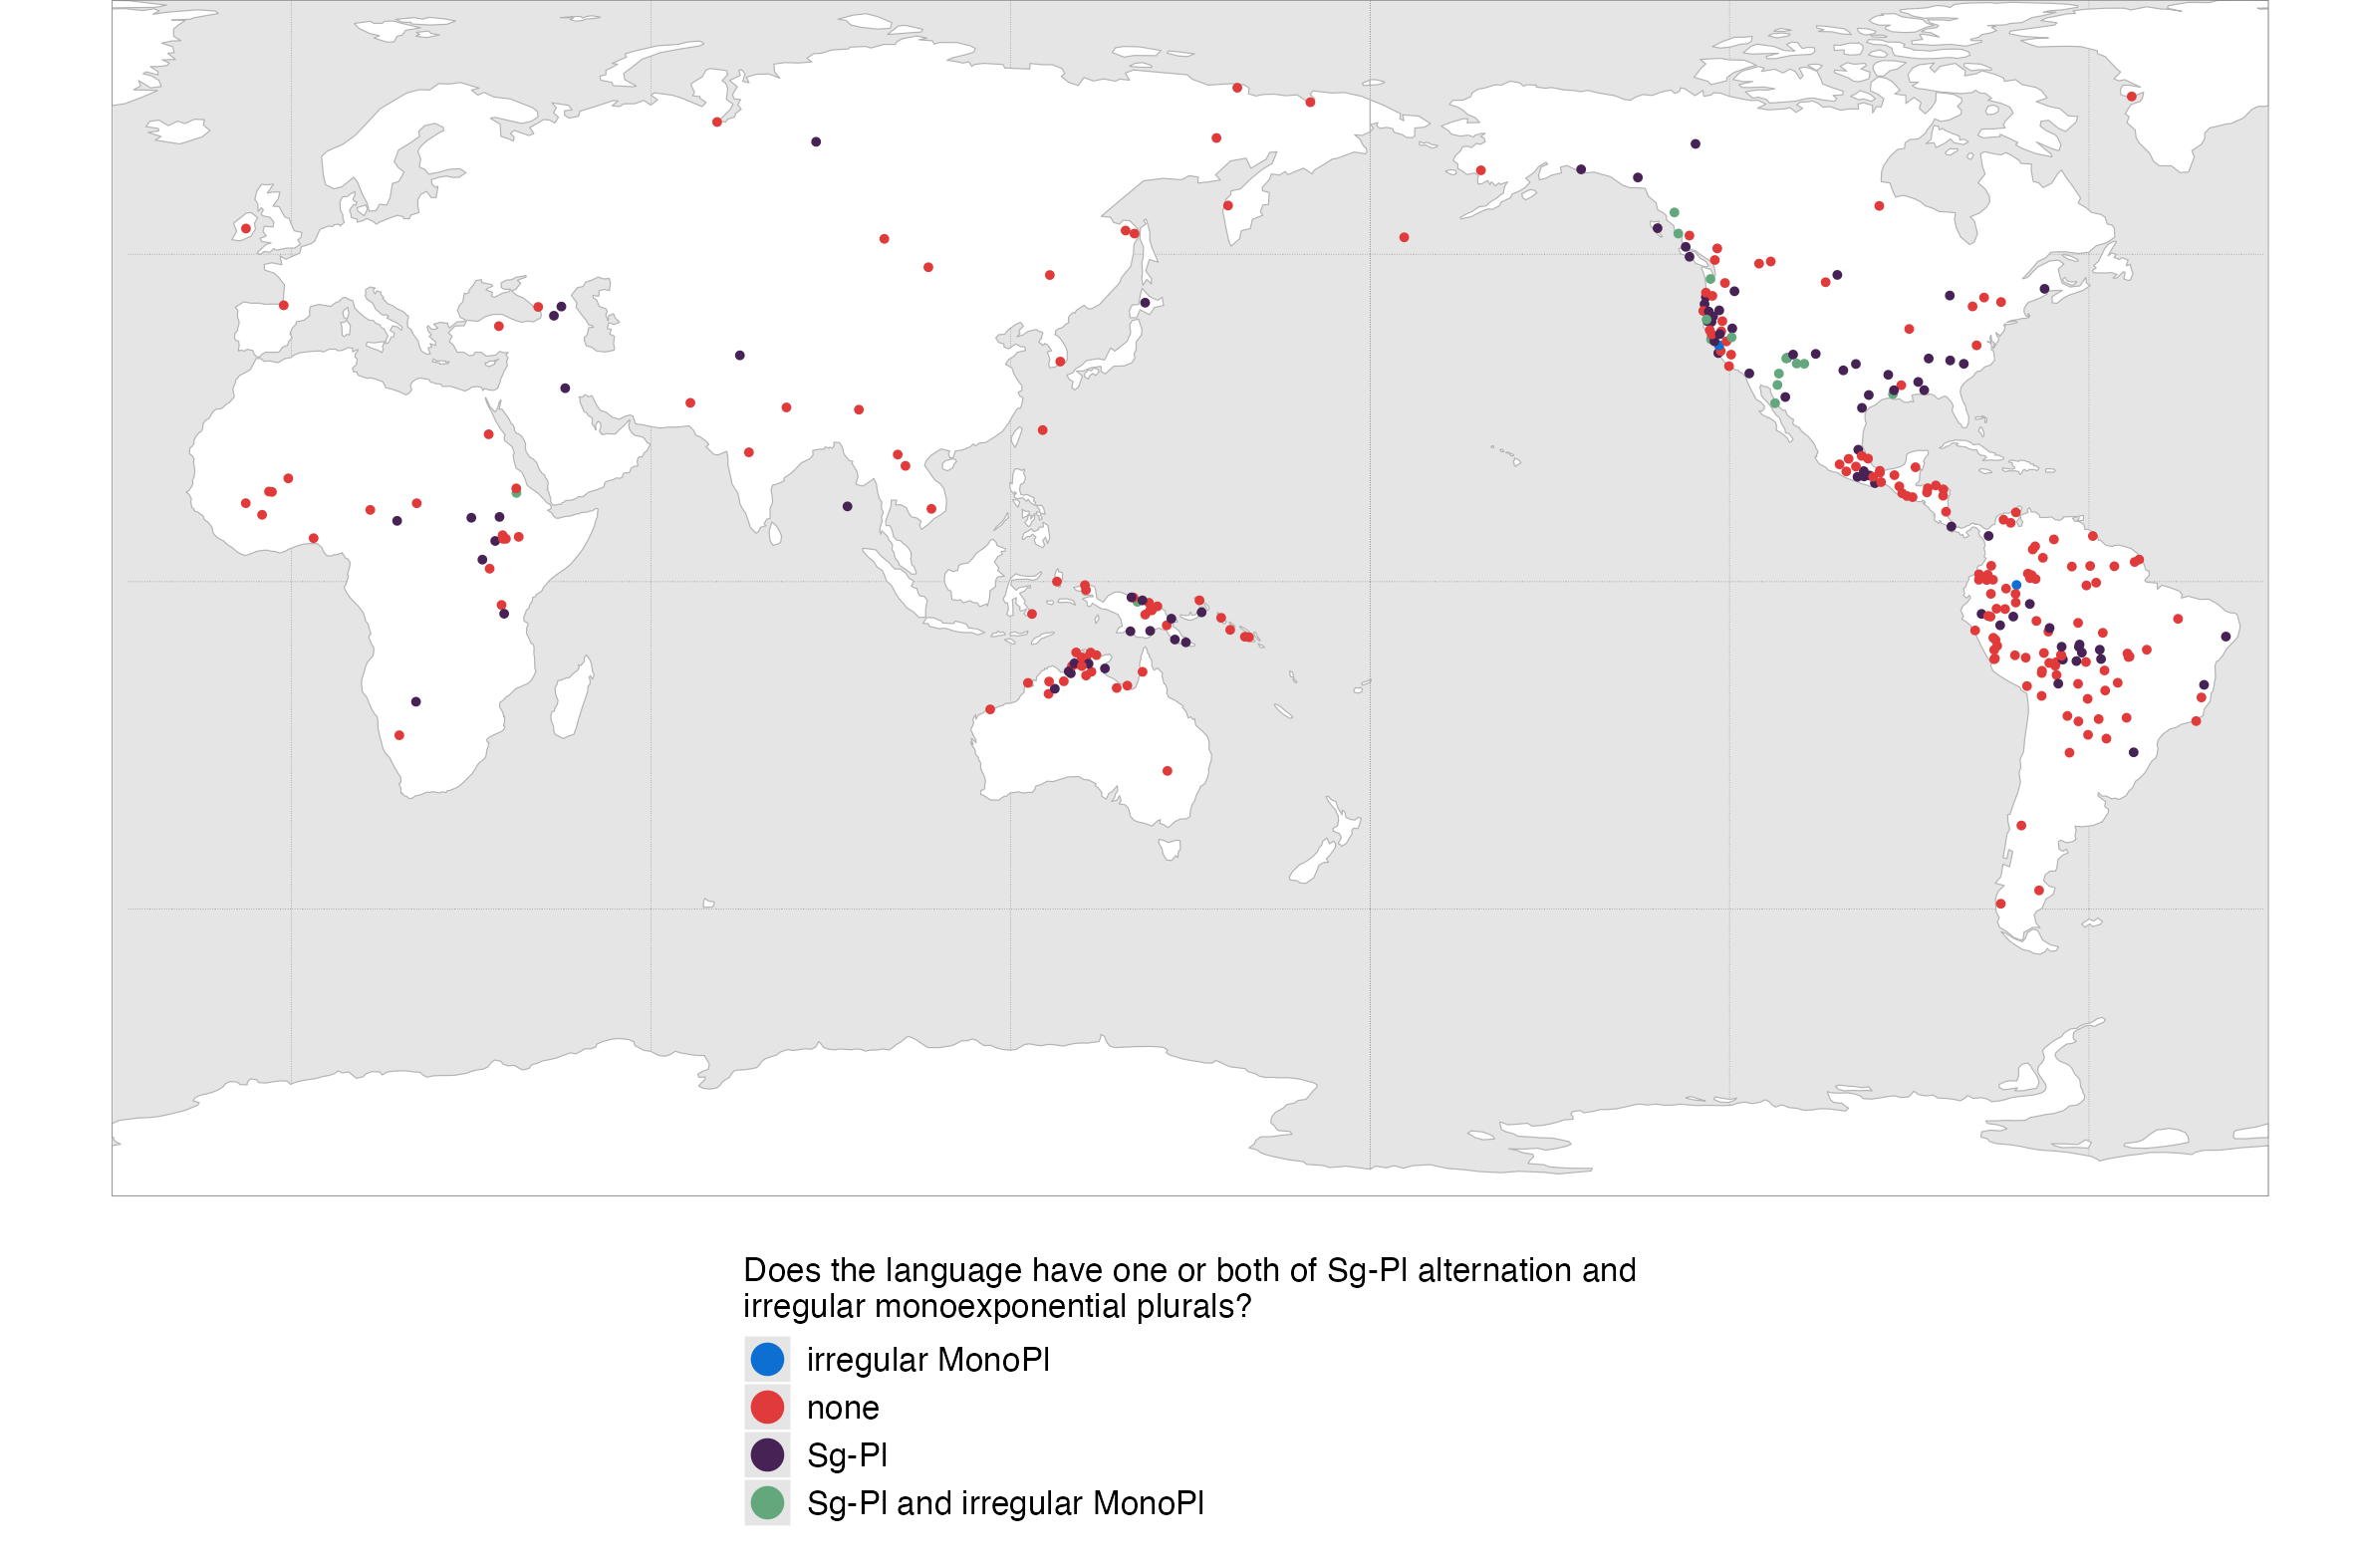 Does the language have one or both of Sg-Pl alternation and
irregular monoexponential plurals?
irregular MonoPl
none
Sg-Pl
Sg-Pl and irregular MonoPl